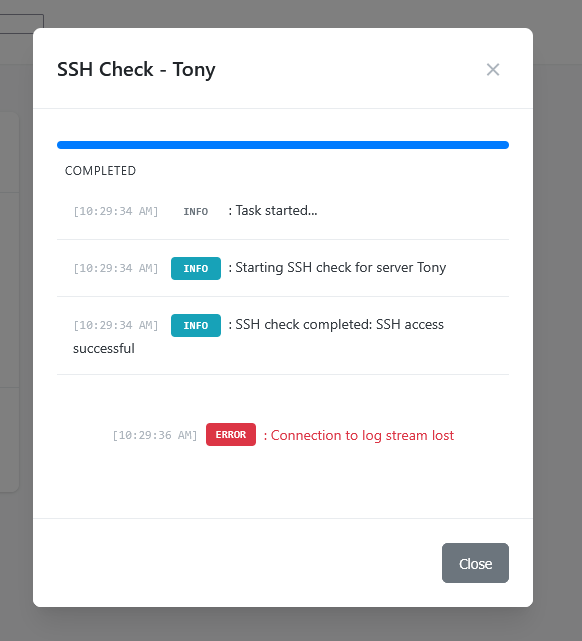 SSH Check - Tony
×
COMPLETED
[10:29:34 AM] INFO : Task started...
[10:29:34 AM] INFO : Starting SSH check for server Tony
[10:29:34 AM] INFO : SSH check completed: SSH access
successful
[10:29:36 AM] ERROR : Connection to log stream lost
Close